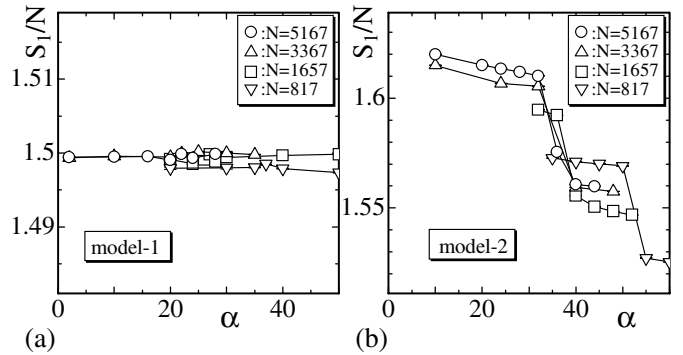 S₁/N
1.51
1.5
1.49
○:N=5167
△:N=3367
□:N=1657
▽:N=817
model-1
0
20
40
α
(a)
S₁/N
1.6
1.55
○:N=5167
△:N=3367
□:N=1657
▽:N=817
model-2
0
20
40
60
α
(b)